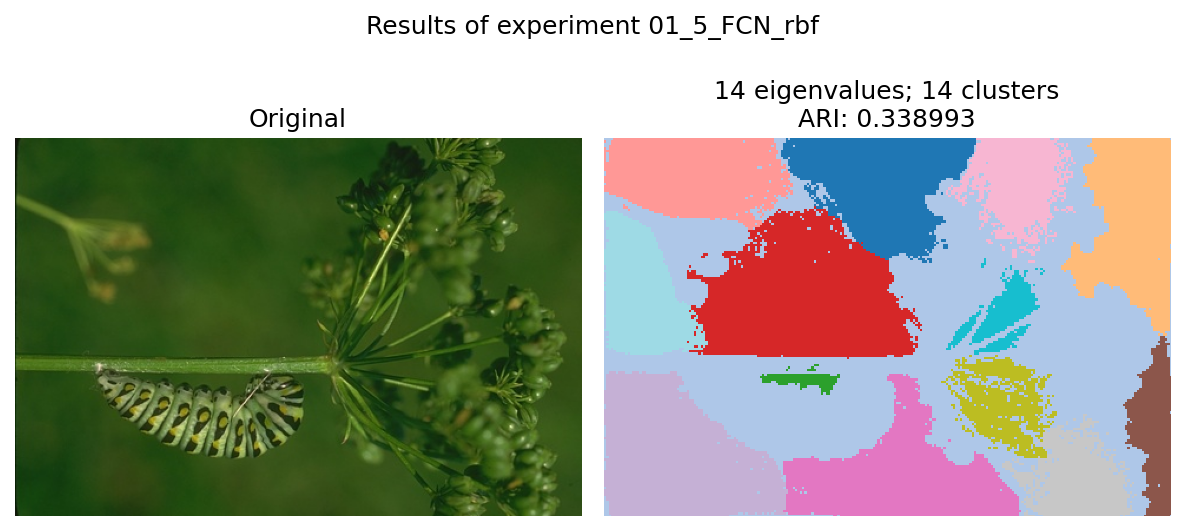 Results of experiment 01_5_FCN_rbf
Original
14 eigenvalues; 14 clusters
ARI: 0.338993